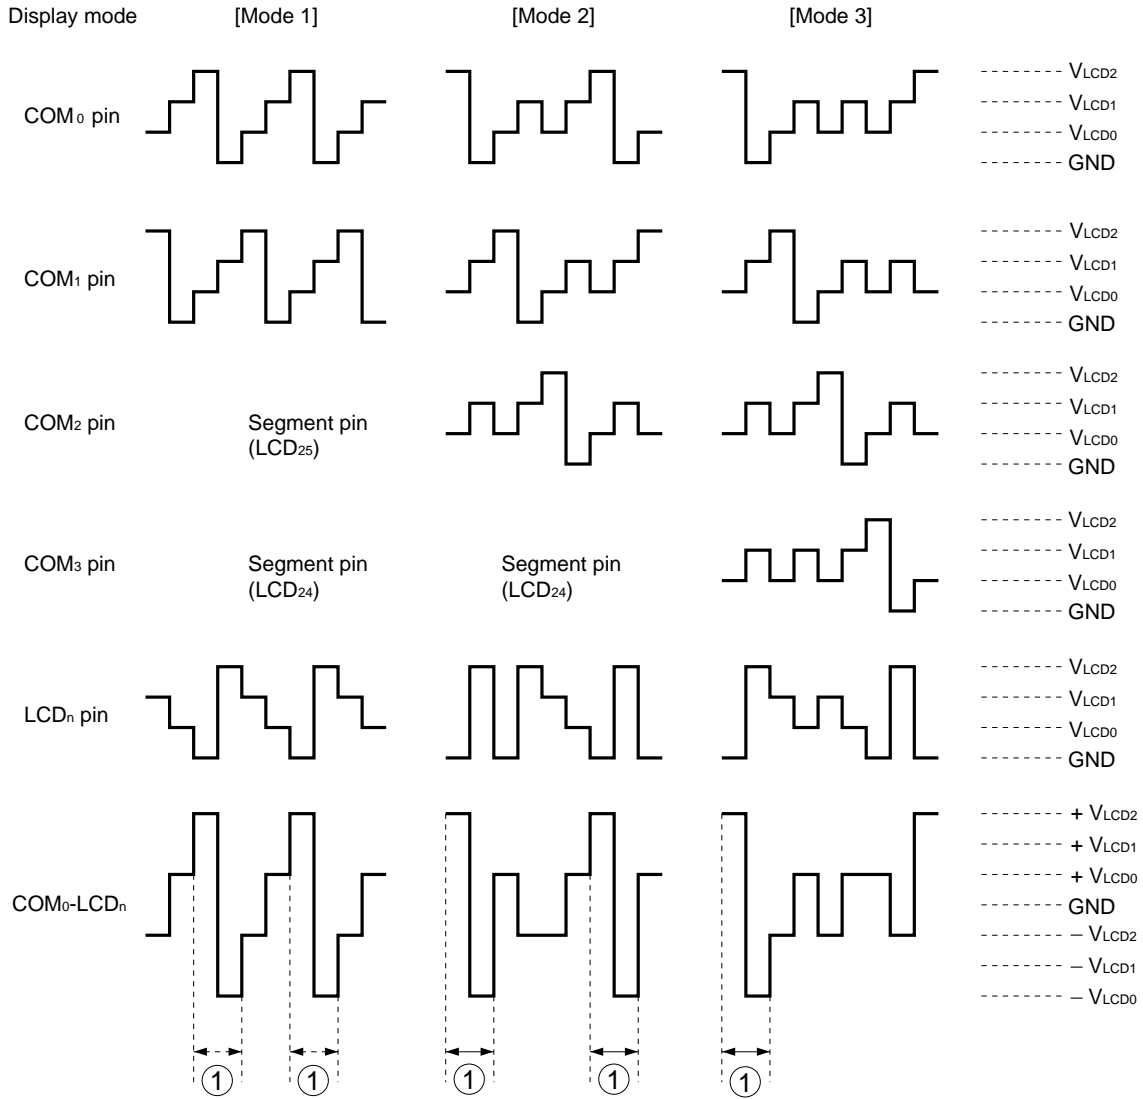 Display mode [Mode 1] [Mode 2] [Mode 3]
COM0 pin
VLCD2
VLCD1
VLCD0
GND
COM1 pin
VLCD2
VLCD1
VLCD0
GND
COM2 pin
Segment pin
(LCD25)
VLCD2
VLCD1
VLCD0
GND
COM3 pin
Segment pin
(LCD24)
Segment pin
(LCD24)
VLCD2
VLCD1
VLCD0
GND
LCDn pin
VLCD2
VLCD1
VLCD0
GND
COM0-LCDn
+ VLCD2
+ VLCD1
+ VLCD0
GND
– VLCD2
– VLCD1
– VLCD0
① ① ① ① ①